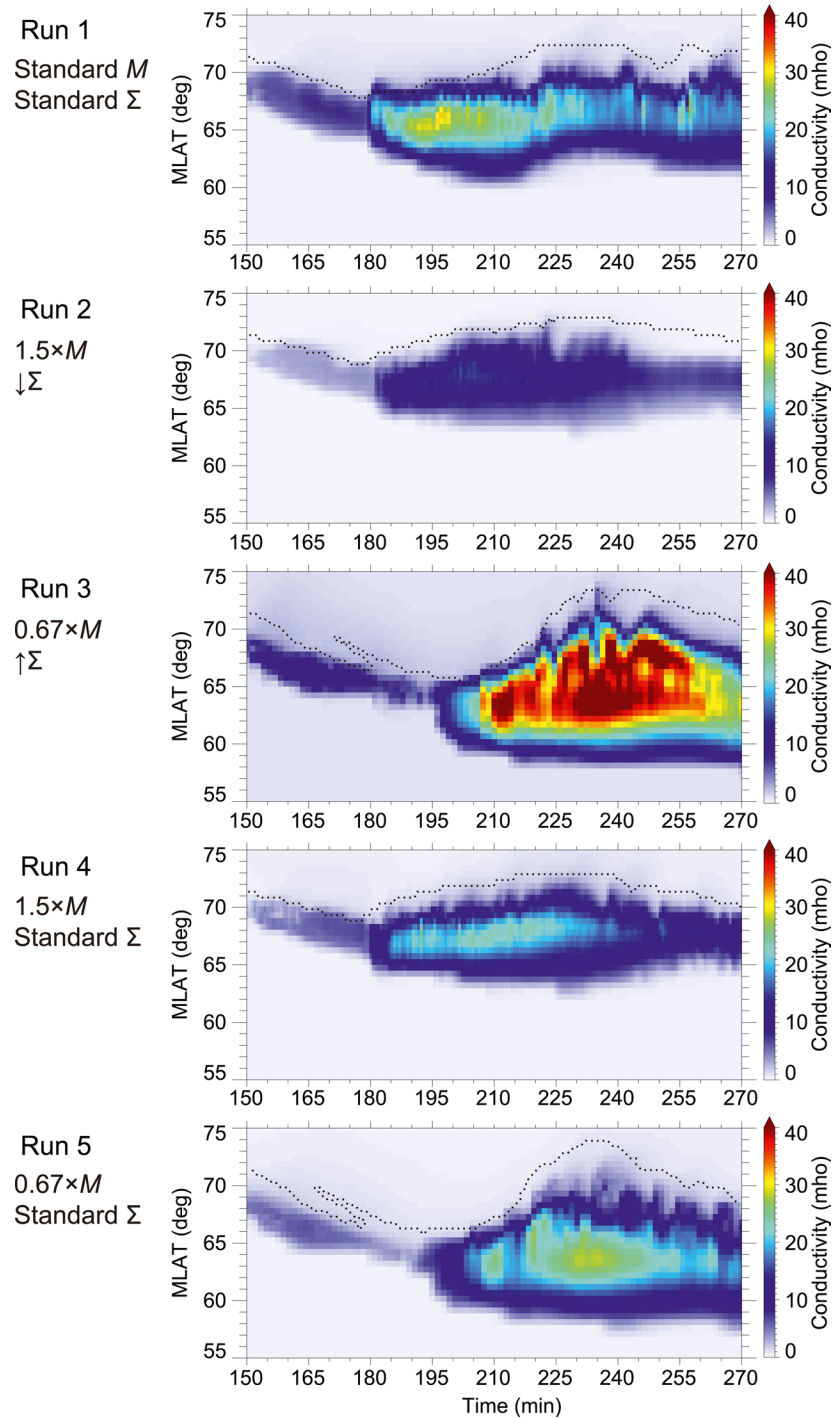 Run 1
Standard M
Standard Σ
MLAT (deg)
75
70
65
60
55
150 165 180 195 210 225 240 255 270
40
30
20
10
0
Conductivity (mho)
Run 2
1.5×M
↓Σ
MLAT (deg)
75
70
65
60
55
150 165 180 195 210 225 240 255 270
40
30
20
10
0
Conductivity (mho)
Run 3
0.67×M
↑Σ
MLAT (deg)
75
70
65
60
55
150 165 180 195 210 225 240 255 270
40
30
20
10
0
Conductivity (mho)
Run 4
1.5×M
Standard Σ
MLAT (deg)
75
70
65
60
55
150 165 180 195 210 225 240 255 270
40
30
20
10
0
Conductivity (mho)
Run 5
0.67×M
Standard Σ
MLAT (deg)
75
70
65
60
55
150 165 180 195 210 225 240 255 270
Time (min)
40
30
20
10
0
Conductivity (mho)